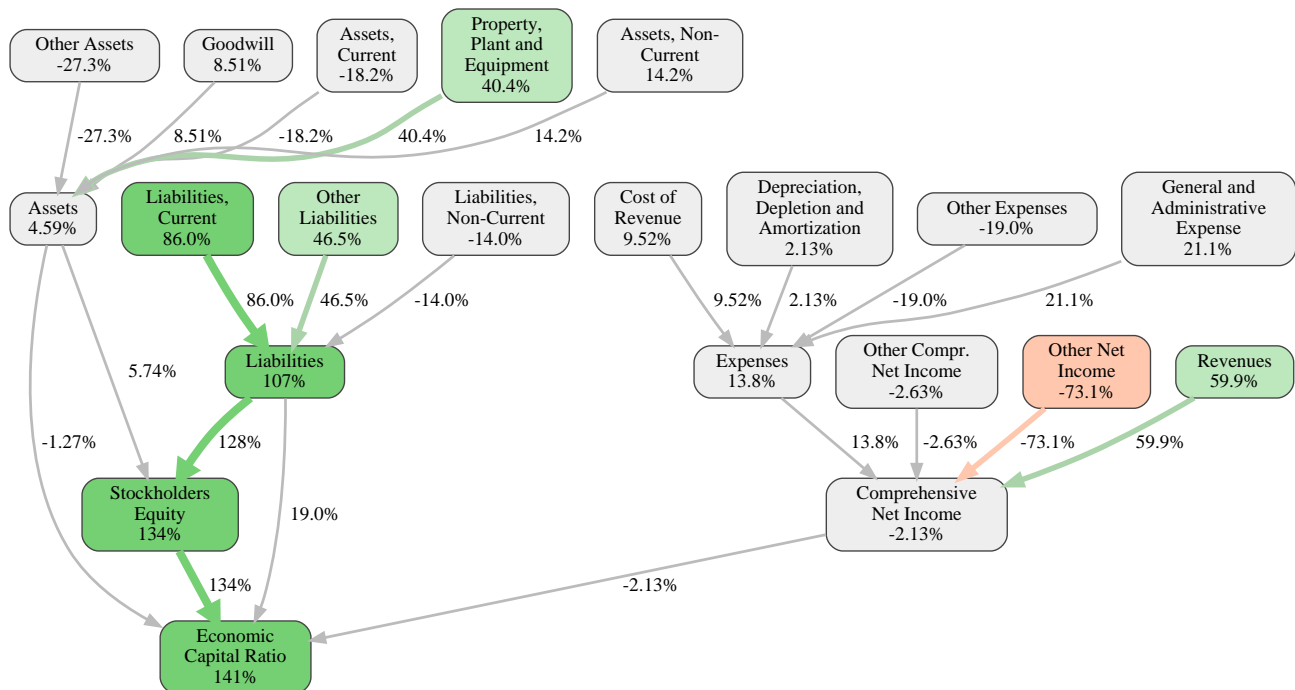 Other Assets
-27.3%
Goodwill
8.51%
Assets,
Current
-18.2%
Property,
Plant and
Equipment
40.4%
Assets, Non-
Current
14.2%
-27.3%
8.51%
-18.2%
40.4%
14.2%
Assets
4.59%
Liabilities,
Current
86.0%
Other
Liabilities
46.5%
Liabilities,
Non-Current
-14.0%
Cost of
Revenue
9.52%
Depreciation,
Depletion and
Amortization
2.13%
Other Expenses
-19.0%
General and
Administrative
Expense
21.1%
86.0%
46.5%
-14.0%
9.52%
2.13%
-19.0%
21.1%
5.74%
Liabilities
107%
Expenses
13.8%
Other Compr.
Net Income
-2.63%
Other Net
Income
-73.1%
Revenues
59.9%
-1.27%
128%
13.8%
-2.63%
-73.1%
59.9%
Stockholders
Equity
134%
19.0%
Comprehensive
Net Income
-2.13%
134%
-2.13%
Economic
Capital Ratio
141%